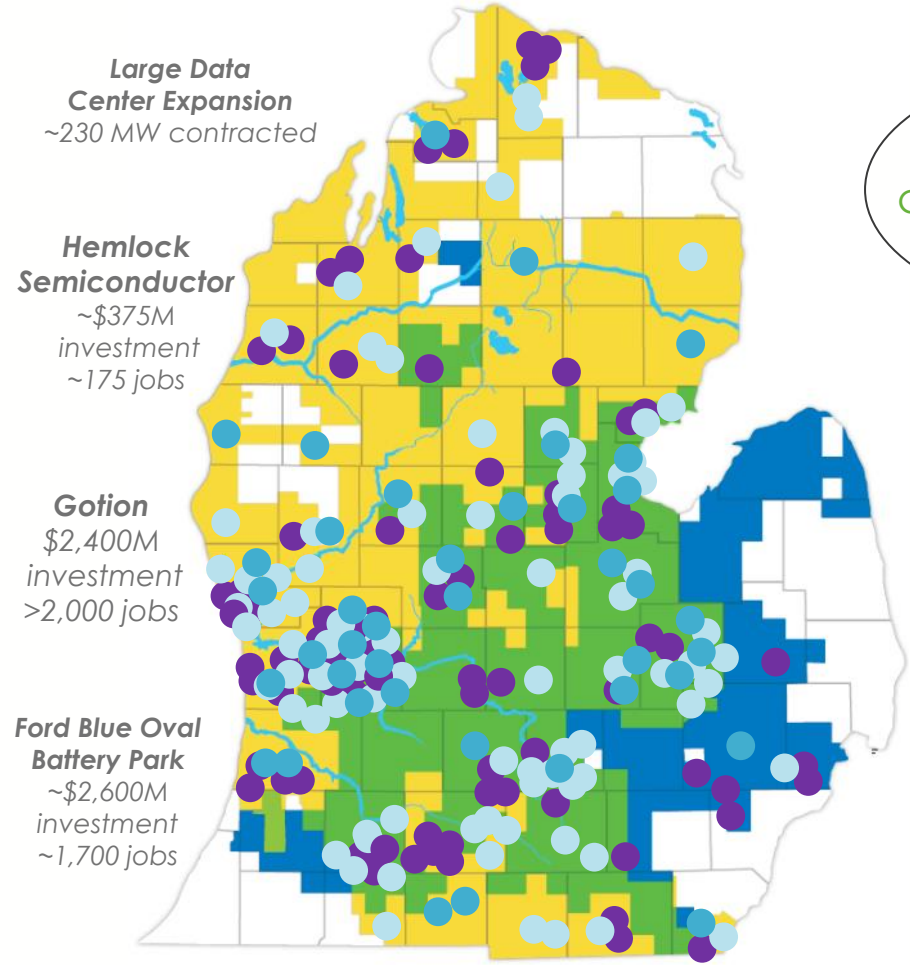 Large Data
Center Expansion
~230 MW contracted
Hemlock
Semiconductor
~$375M
investment
~175 jobs
Gotion
$2,400M
investment
>2,000 jobs
Ford Blue Oval
Battery Park
~$2,600M
investment
~1,700 jobs